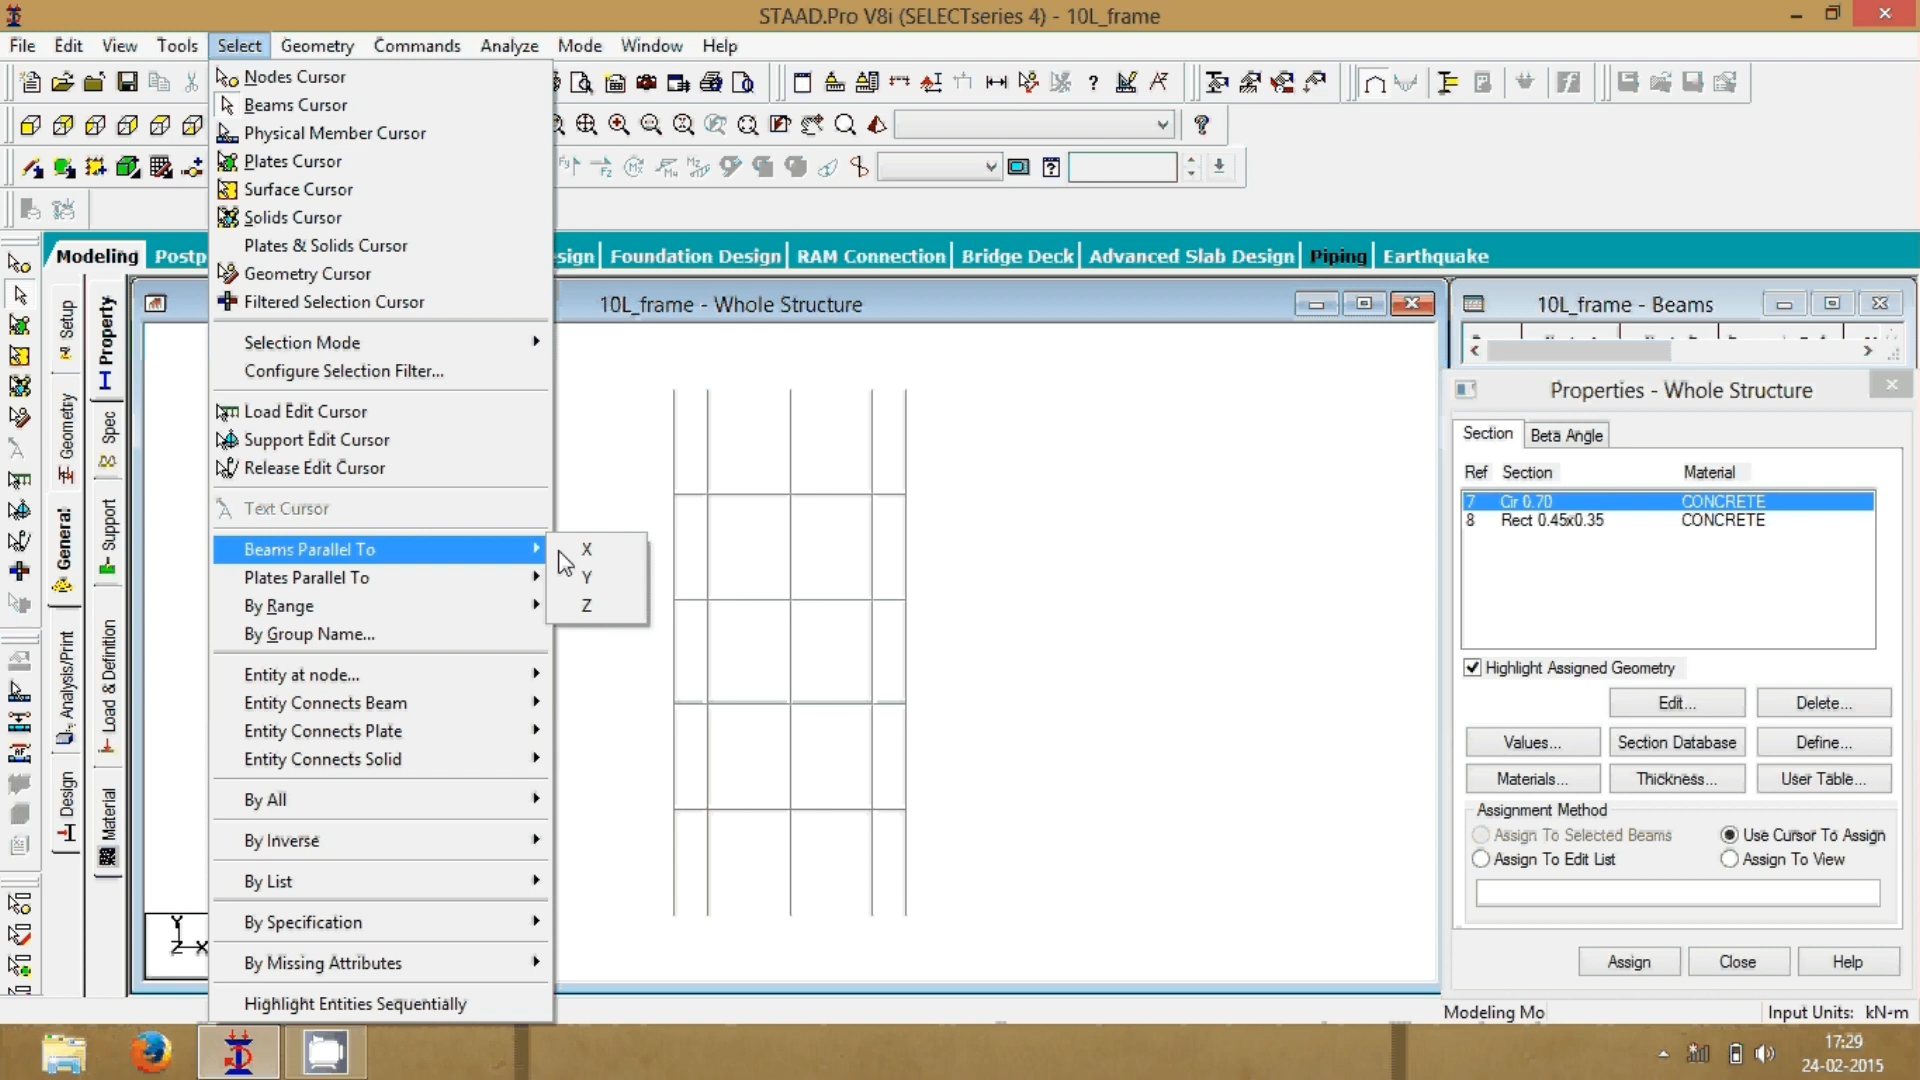 STAAD.Pro V8i (SELECTseries 4) - 10L_frame
File Edit View Tools Select Geometry Commands Analyze Mode Window Help
Nodes Cursor
Beams Cursor
Physical Member Cursor
Plates Cursor
Surface Cursor
Solids Cursor
Plates & Solids Cursor
Geometry Cursor
Filtered Selection Cursor
Selection Mode
Configure Selection Filter...
Load Edit Cursor
Support Edit Cursor
Release Edit Cursor
Text Cursor
Beams Parallel To
Plates Parallel To
By Range
By Group Name...
Entity at node...
Entity Connects Beam
Entity Connects Plate
Entity Connects Solid
By All
By Inverse
By List
By Specification
By Missing Attributes
Highlight Entities Sequentially
X
Y
Z
Modeling Postp sign Foundation Design RAM Connection Bridge Deck Advanced Slab Design Piping Earthquake
Setup
Geometry
General
Analysis/Print
Design
Property
Spec
Support
Load & Definition
Material
10L_frame - Whole Structure
Y
Z X
10L_frame - Beams
Properties - Whole Structure
Section Beta Angle
Ref Section Material
7 Cir 0.70 CONCRETE
8 Rect 0.45x0.35 CONCRETE
Highlight Assigned Geometry
Edit... Delete...
Values... Section Database Define...
Materials... Thickness... User Table...
Assignment Method
Assign To Selected Beams Use Cursor To Assign
Assign To Edit List Assign To View
Assign Close Help
Modeling Mo Input Units: kN-m
17:29
24-02-2015